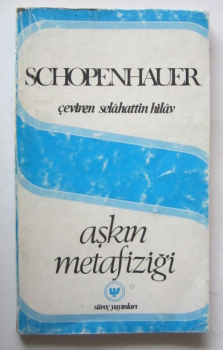 SCHOPENHAUER
çeviren selâhattin hilâv
aşkın
metafiziği
süreç yayınları